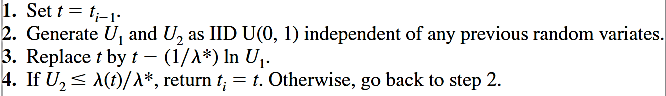 1. Set t = tᵢ₋₁.
2. Generate U₁ and U₂ as IID U(0, 1) independent of any previous random variates.
3. Replace t by t − (1/λ*) ln U₁.
4. If U₂ ≤ λ(t)/λ*, return tᵢ = t. Otherwise, go back to step 2.